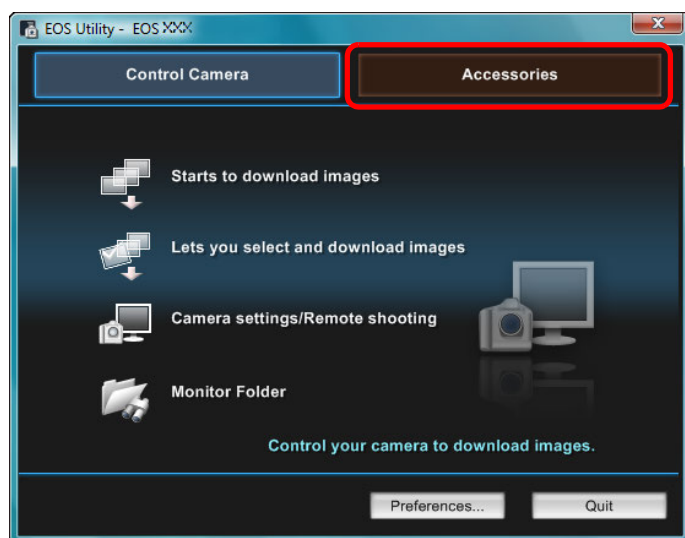 EOS Utility - EOS XXX
Control Camera
Accessories
Starts to download images
Lets you select and download images
Camera settings/Remote shooting
Monitor Folder
Control your camera to download images.
Preferences...
Quit